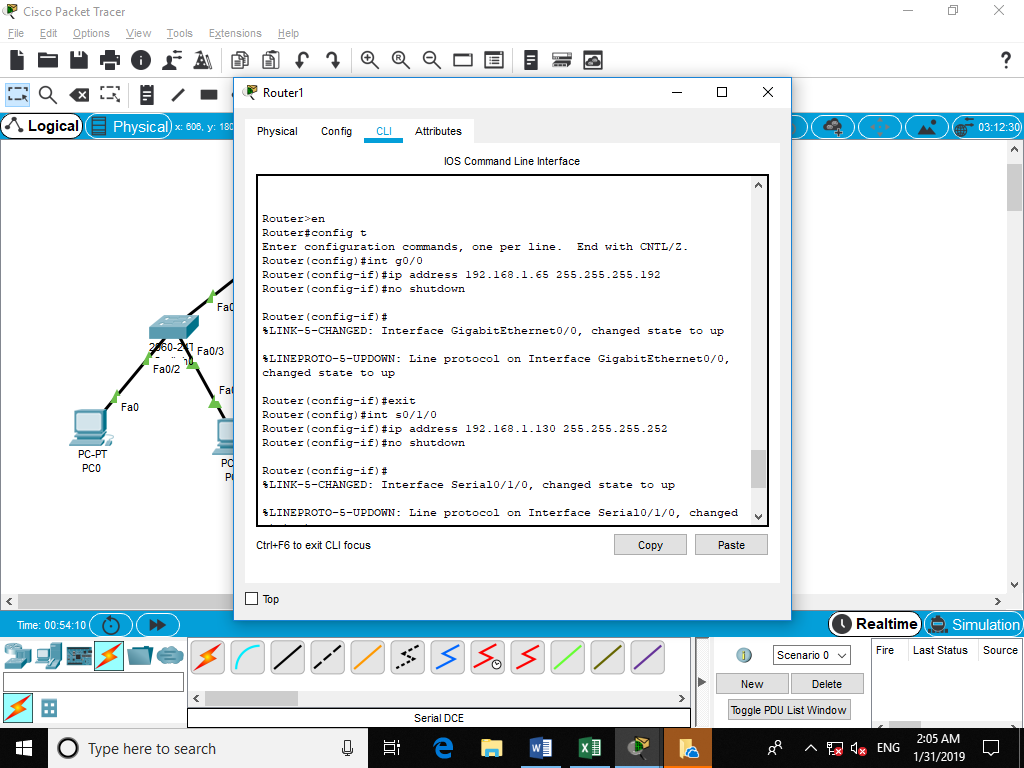 Cisco Packet Tracer
File Edit Options View Tools Extensions Help
Logical
Physical
x: 606, y: 180
03:12:30
Router1
Physical Config CLI Attributes
IOS Command Line Interface
Router>en
Router#config t
Enter configuration commands, one per line. End with CNTL/Z.
Router(config)#int g0/0
Router(config-if)#ip address 192.168.1.65 255.255.255.192
Router(config-if)#no shutdown
Router(config-if)#
%LINK-5-CHANGED: Interface GigabitEthernet0/0, changed state to up
%LINEPROTO-5-UPDOWN: Line protocol on Interface GigabitEthernet0/0,
changed state to up
Router(config-if)#exit
Router(config)#int s0/1/0
Router(config-if)#ip address 192.168.1.130 255.255.255.252
Router(config-if)#no shutdown
Router(config-if)#
%LINK-5-CHANGED: Interface Serial0/1/0, changed state to up
%LINEPROTO-5-UPDOWN: Line protocol on Interface Serial0/1/0, changed
Ctrl+F6 to exit CLI focus
Copy
Paste
Top
Fa0/3
Fa0/2
Fa0
PC-PT
PC0
Time: 00:54:10
Realtime
Simulation
Scenario 0
Fire Last Status Source
New
Delete
Toggle PDU List Window
Serial DCE
Type here to search
ENG
2:05 AM
1/31/2019